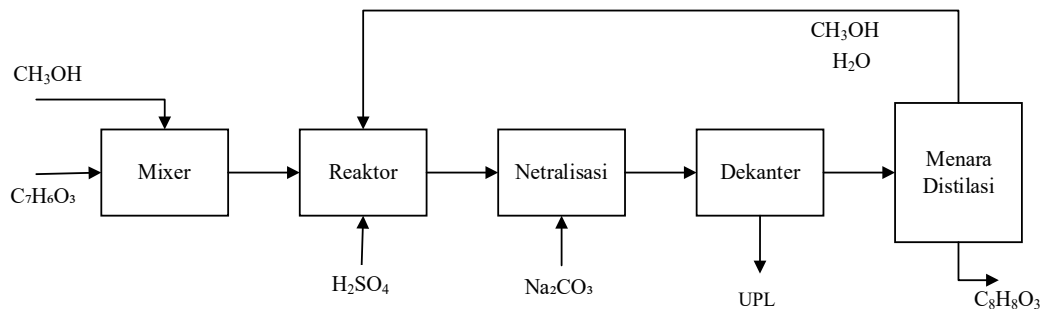 CH₃OH
H₂O
CH₃OH
C₇H₆O₃
Mixer
Reaktor
Netralisasi
Dekanter
Menara
Distilasi
H₂SO₄
Na₂CO₃
UPL
C₈H₈O₃